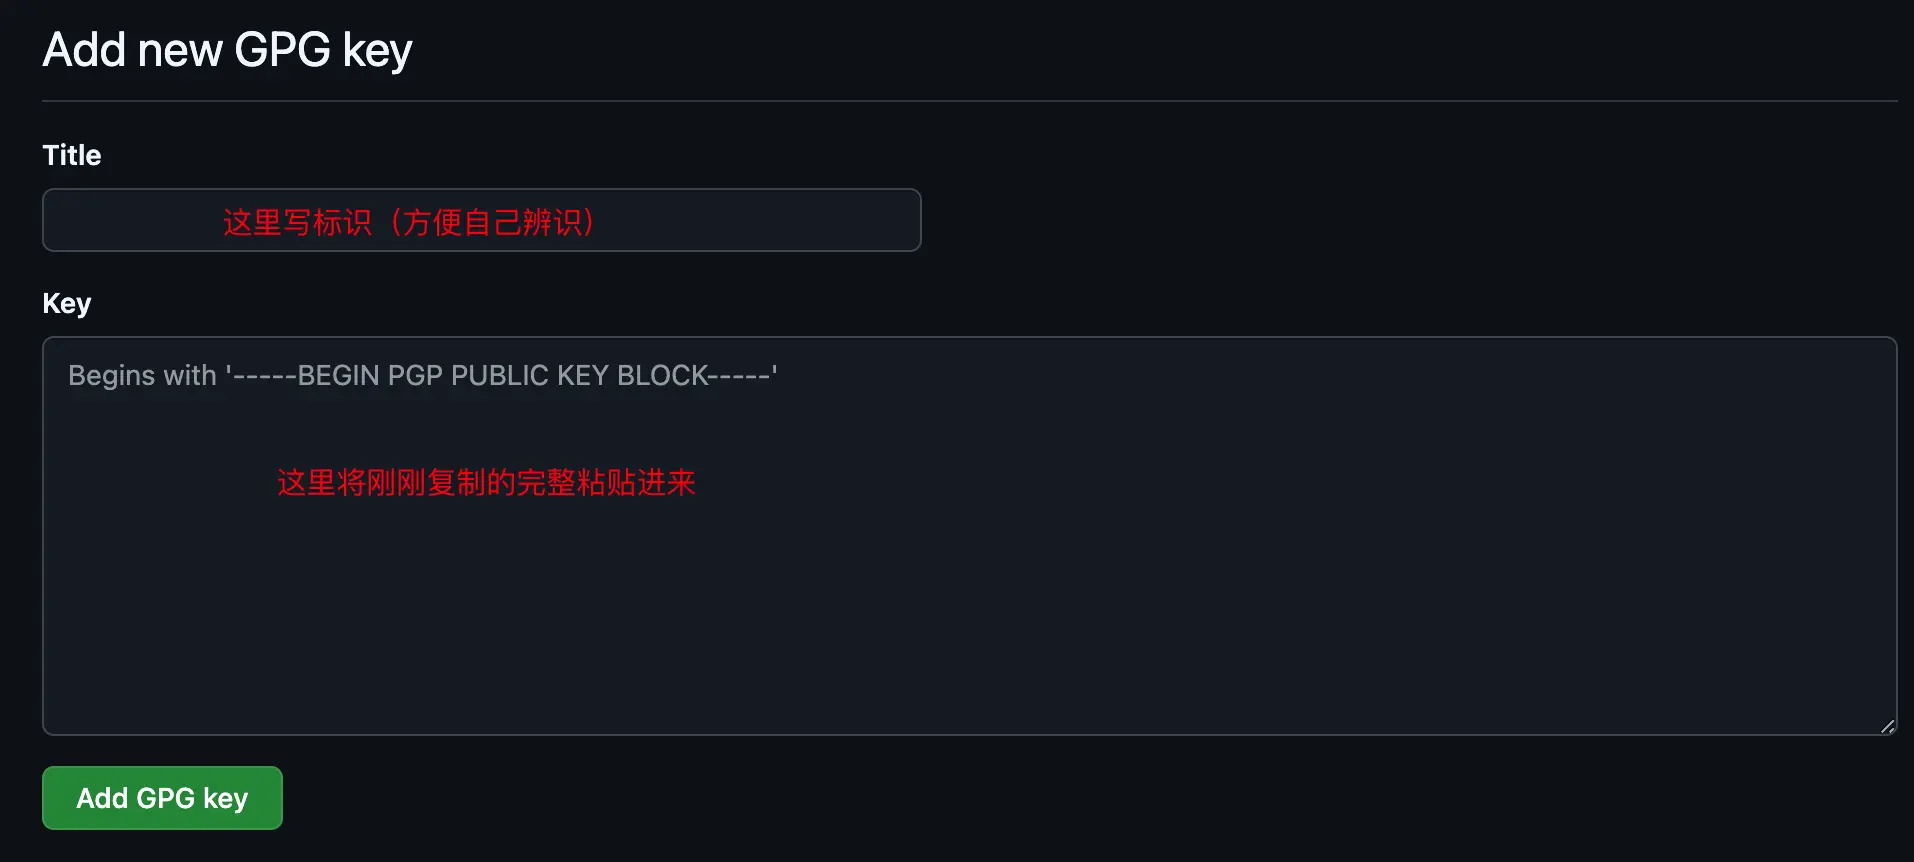 Add new GPG key
Title
这里写标识（方便自己辨识）
Key
Begins with '-----BEGIN PGP PUBLIC KEY BLOCK-----'
这里将刚刚复制的完整粘贴进来
Add GPG key